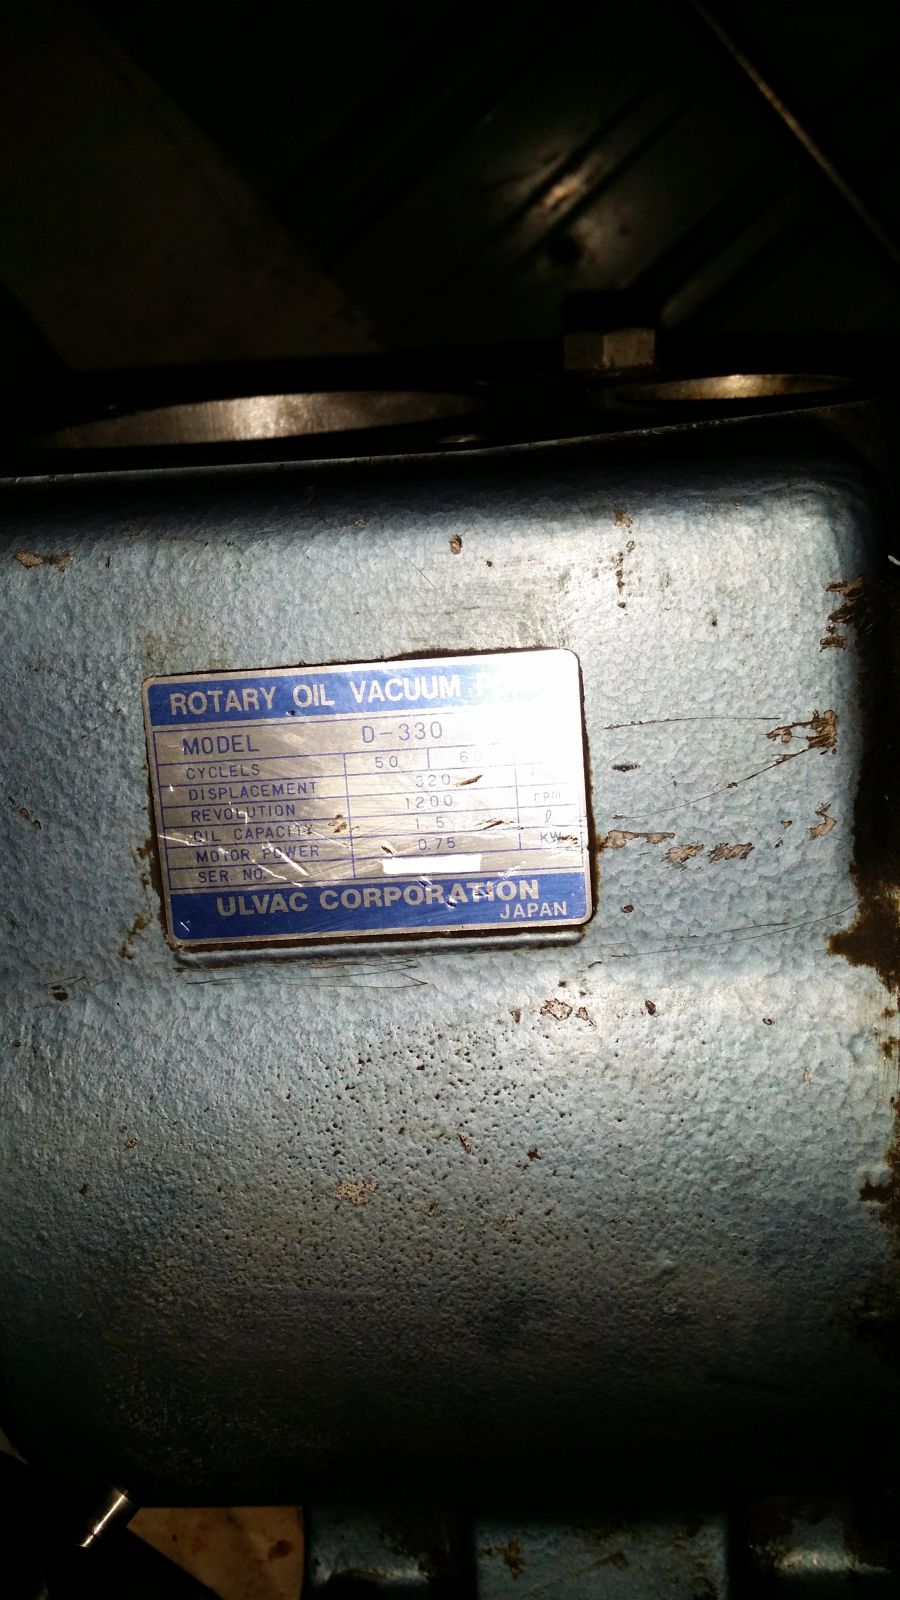 ROTARY OIL VACUUM
MODEL D-330
CYCLELS 50
DISPLACEMENT 320
REVOLUTION 1200 rpm
OIL CAPACITY 1.5 ℓ
MOTOR POWER 0.75 KW
SER. NO.
ULVAC CORPORATION
JAPAN